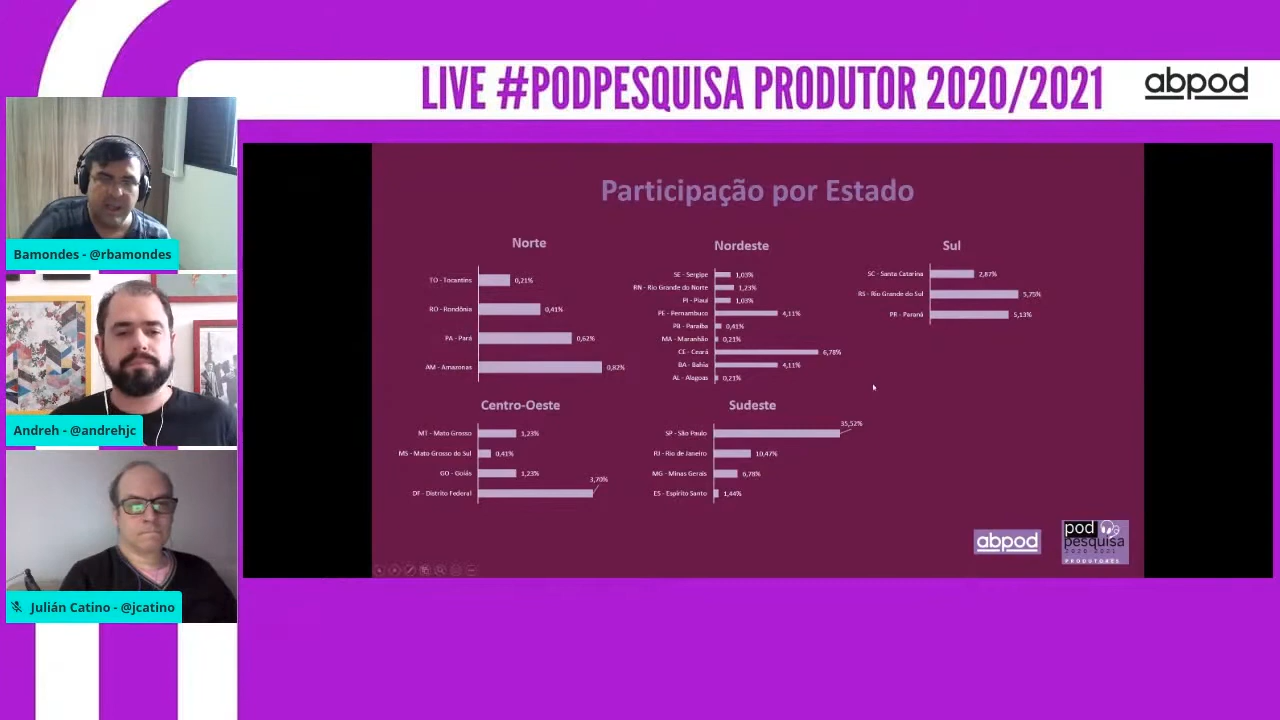 LIVE #PODPESQUISA PRODUTOR 2020/2021
abpod
Bamondes - @rbamondes
Andreh - @andrehjc
Julián Catino - @jcatino
Participação por Estado
Norte
TO - Tocantins 0,21%
RO - Rondônia 0,41%
PA - Pará 0,62%
AM - Amazonas 0,82%
Nordeste
SE - Sergipe 1,03%
RN - Rio Grande do Norte 1,23%
PI - Piauí 1,03%
PE - Pernambuco 4,11%
PB - Paraíba 0,41%
MA - Maranhão 0,21%
CE - Ceará 6,78%
BA - Bahia 4,11%
AL - Alagoas 0,21%
Sul
SC - Santa Catarina 2,87%
RS - Rio Grande do Sul 5,75%
PR - Paraná 5,13%
Centro-Oeste
MT - Mato Grosso 1,23%
MS - Mato Grosso do Sul 0,41%
GO - Goiás 1,23%
DF - Distrito Federal 3,70%
Sudeste
SP - São Paulo 35,52%
RJ - Rio de Janeiro 10,47%
MG - Minas Gerais 6,78%
ES - Espírito Santo 1,44%
abpod
pod
pesquisa
2020-2021
PRODUTORES